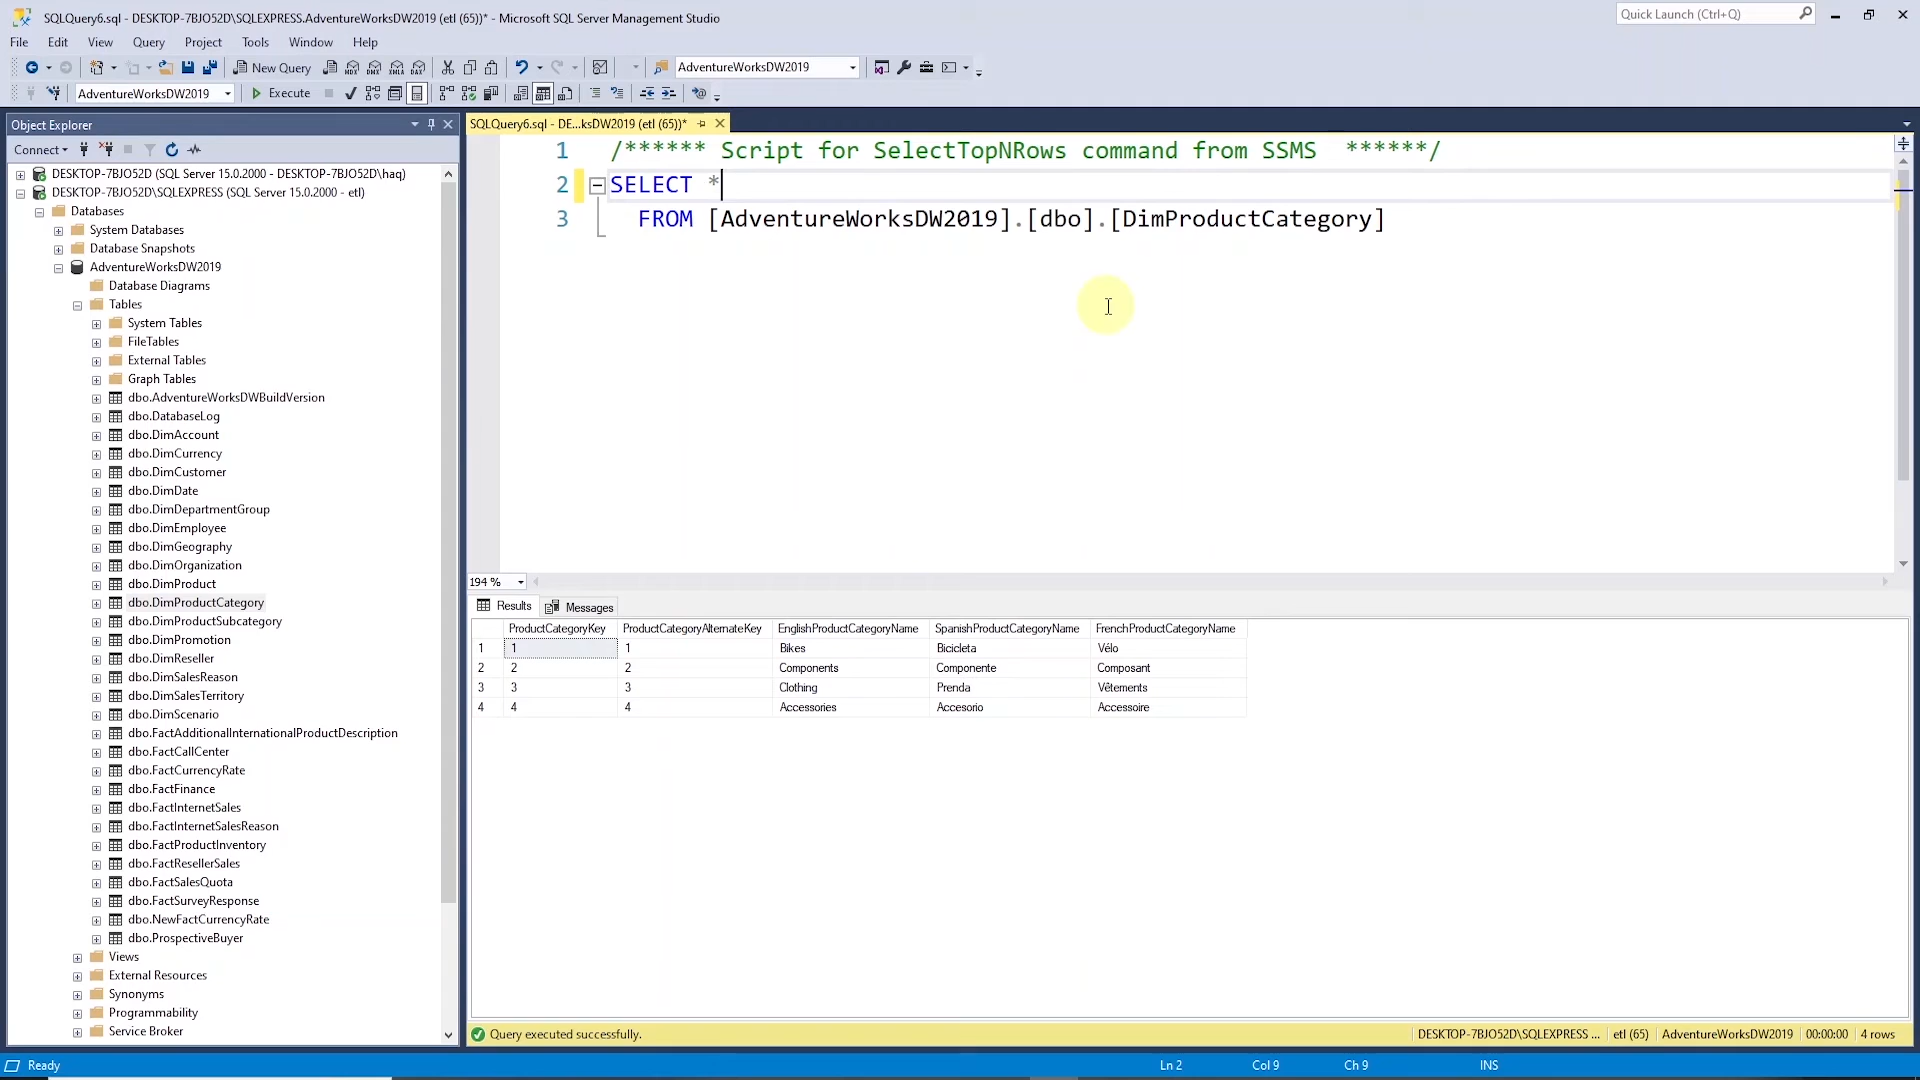 SQLQuery6.sql - DESKTOP-7BJO52D\SQLEXPRESS.AdventureWorksDW2019 (etl (65))* - Microsoft SQL Server Management Studio
Quick Launch (Ctrl+Q)
File Edit View Query Project Tools Window Help
New Query
MDX DMX XMLA DAX
AdventureWorksDW2019
AdventureWorksDW2019
Execute
Object Explorer
Connect
DESKTOP-7BJO52D (SQL Server 15.0.2000 - DESKTOP-7BJO52D\haq)
DESKTOP-7BJO52D\SQLEXPRESS (SQL Server 15.0.2000 - etl)
Databases
System Databases
Database Snapshots
AdventureWorksDW2019
Database Diagrams
Tables
System Tables
FileTables
External Tables
Graph Tables
dbo.AdventureWorksDWBuildVersion
dbo.DatabaseLog
dbo.DimAccount
dbo.DimCurrency
dbo.DimCustomer
dbo.DimDate
dbo.DimDepartmentGroup
dbo.DimEmployee
dbo.DimGeography
dbo.DimOrganization
dbo.DimProduct
dbo.DimProductCategory
dbo.DimProductSubcategory
dbo.DimPromotion
dbo.DimReseller
dbo.DimSalesReason
dbo.DimSalesTerritory
dbo.DimScenario
dbo.FactAdditionalInternationalProductDescription
dbo.FactCallCenter
dbo.FactCurrencyRate
dbo.FactFinance
dbo.FactInternetSales
dbo.FactInternetSalesReason
dbo.FactProductInventory
dbo.FactResellerSales
dbo.FactSalesQuota
dbo.FactSurveyResponse
dbo.NewFactCurrencyRate
dbo.ProspectiveBuyer
Views
External Resources
Synonyms
Programmability
Service Broker
SQLQuery6.sql - DE...ksDW2019 (etl (65))*
1 /****** Script for SelectTopNRows command from SSMS ******/
2 SELECT *
3 FROM [AdventureWorksDW2019].[dbo].[DimProductCategory]
194 %
Results Messages
ProductCategoryKey ProductCategoryAlternateKey EnglishProductCategoryName SpanishProductCategoryName FrenchProductCategoryName
1 1 1 Bikes Bicicleta Vélo
2 2 2 Components Componente Composant
3 3 3 Clothing Prenda Vêtements
4 4 4 Accessories Accesorio Accessoire
Query executed successfully.
DESKTOP-7BJO52D\SQLEXPRESS ... etl (65) AdventureWorksDW2019 00:00:00 4 rows
Ready
Ln 2 Col 9 Ch 9 INS